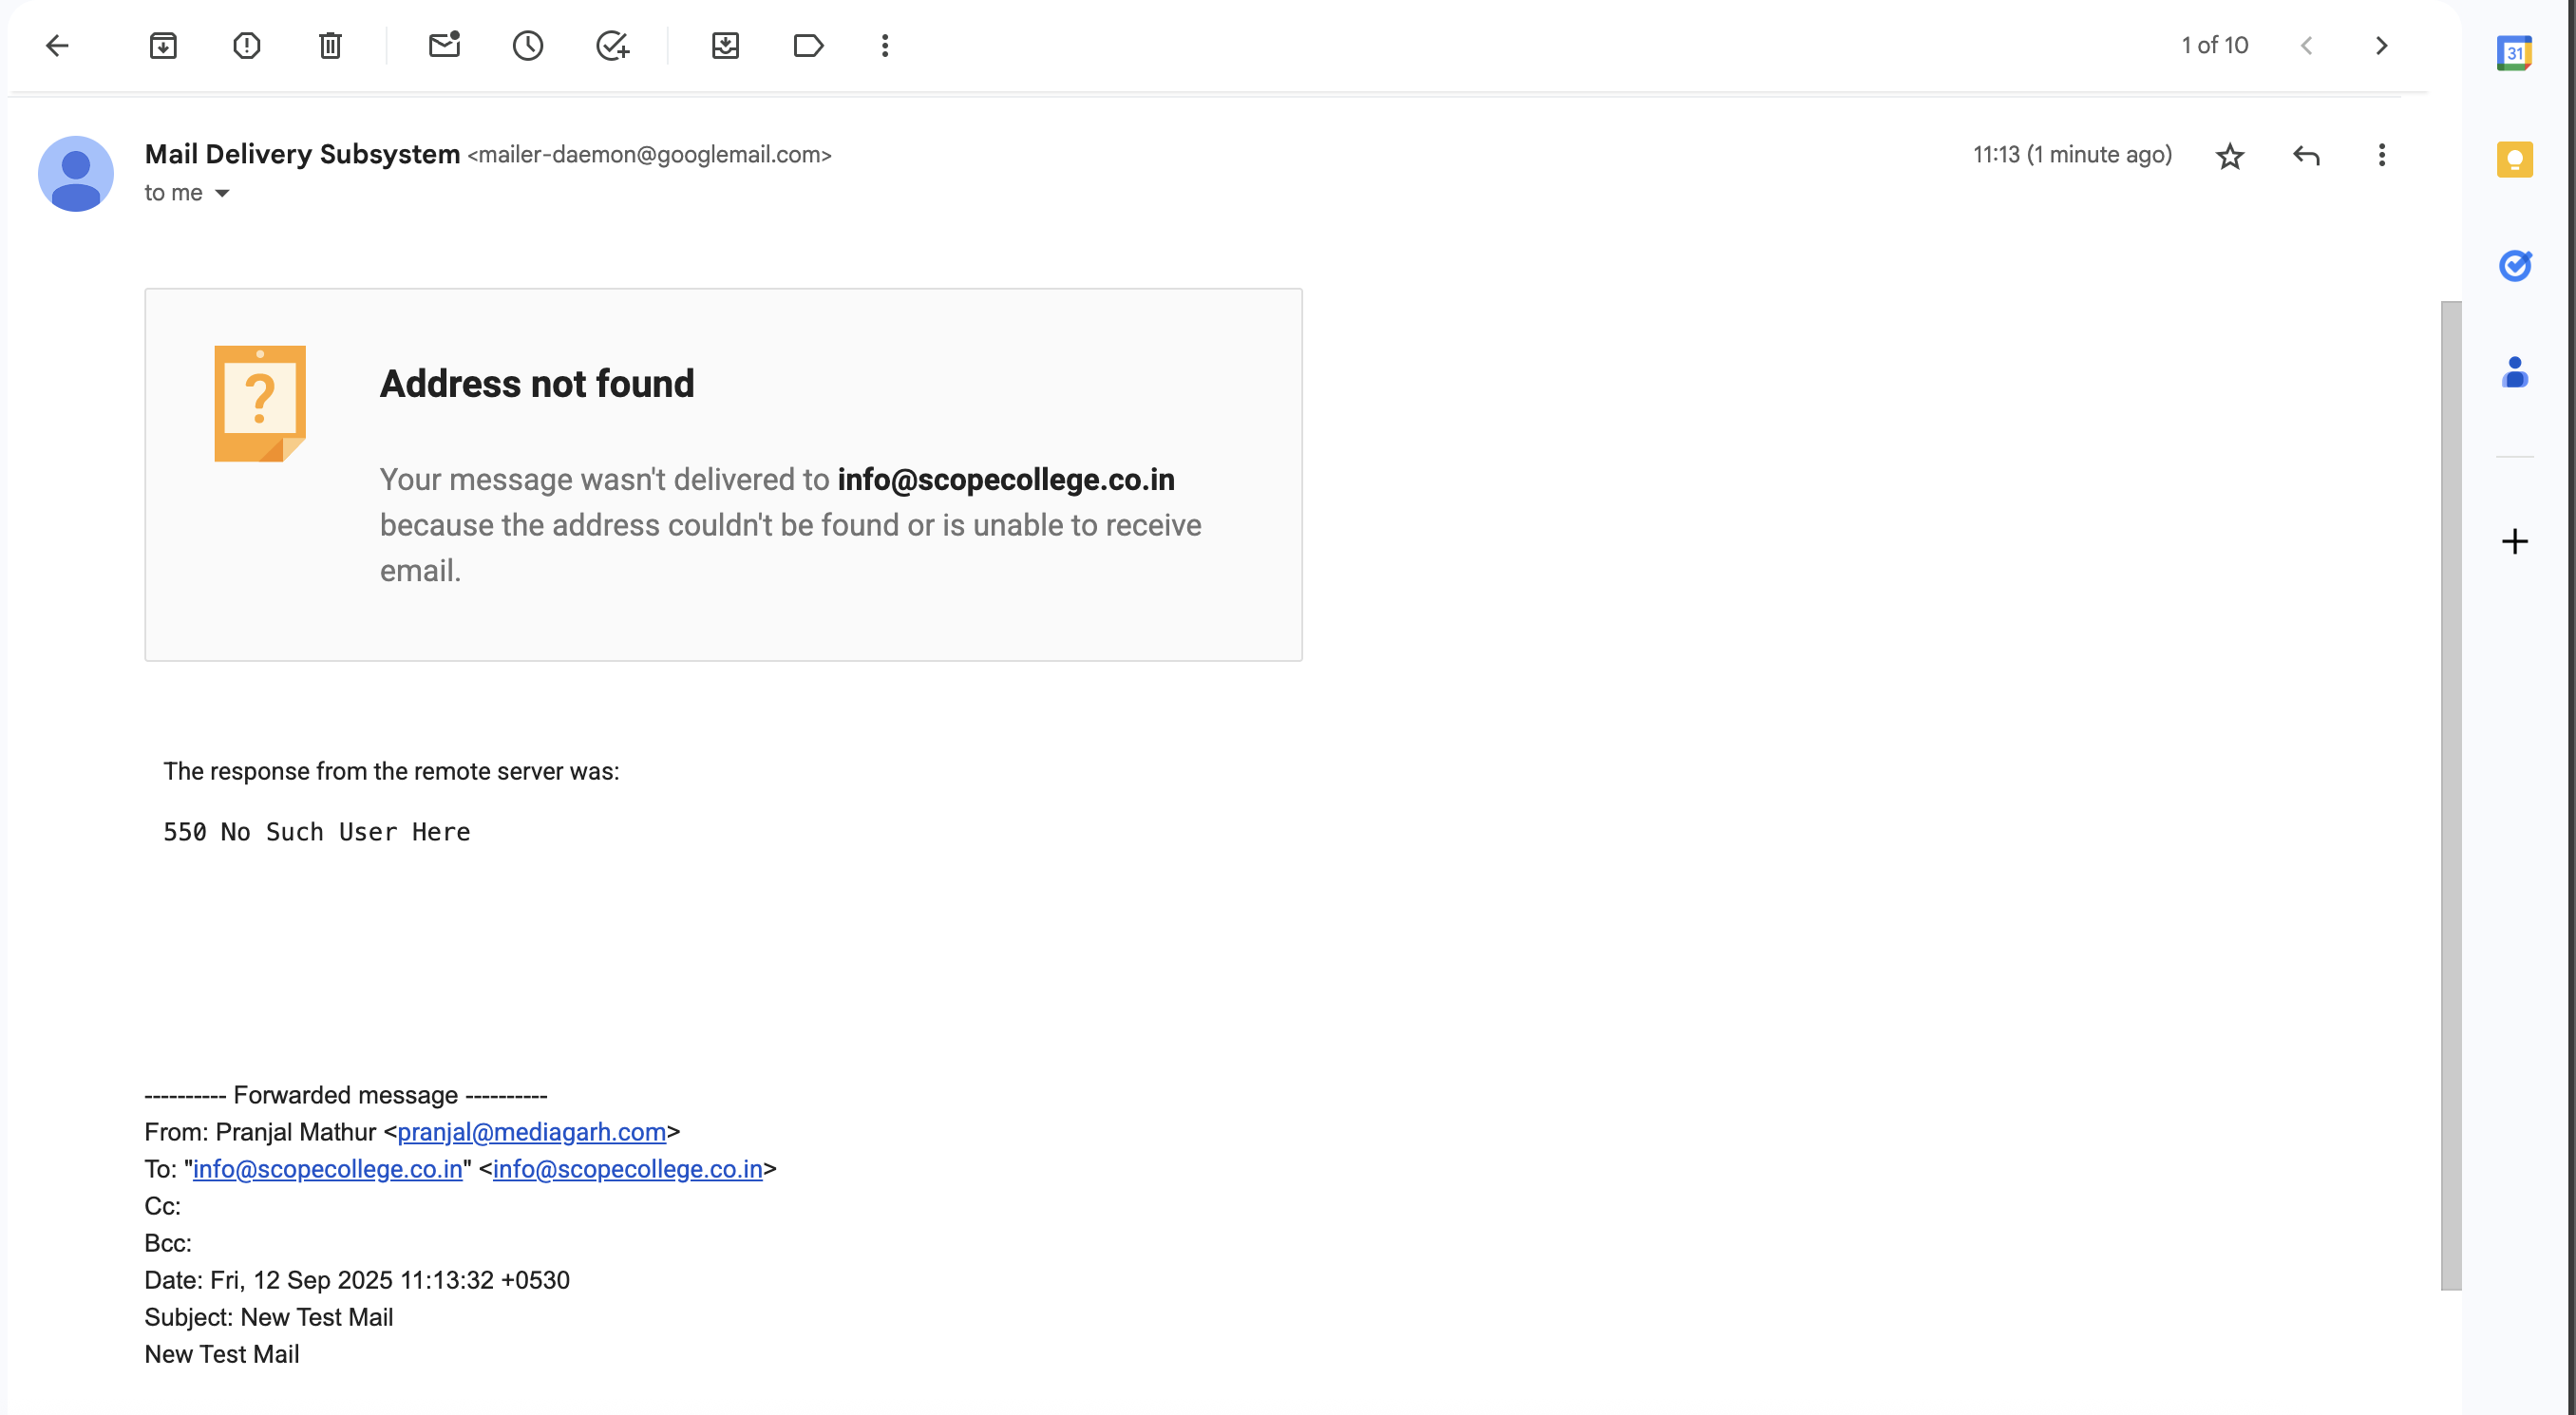 1 of 10
31
Mail Delivery Subsystem <mailer-daemon@googlemail.com>
11:13 (1 minute ago)
to me
?
Address not found
Your message wasn't delivered to info@scopecollege.co.in
because the address couldn't be found or is unable to receive
email.
The response from the remote server was:
550 No Such User Here
---------- Forwarded message ----------
From: Pranjal Mathur <pranjal@mediagarh.com>
To: "info@scopecollege.co.in" <info@scopecollege.co.in>
Cc:
Bcc:
Date: Fri, 12 Sep 2025 11:13:32 +0530
Subject: New Test Mail
New Test Mail